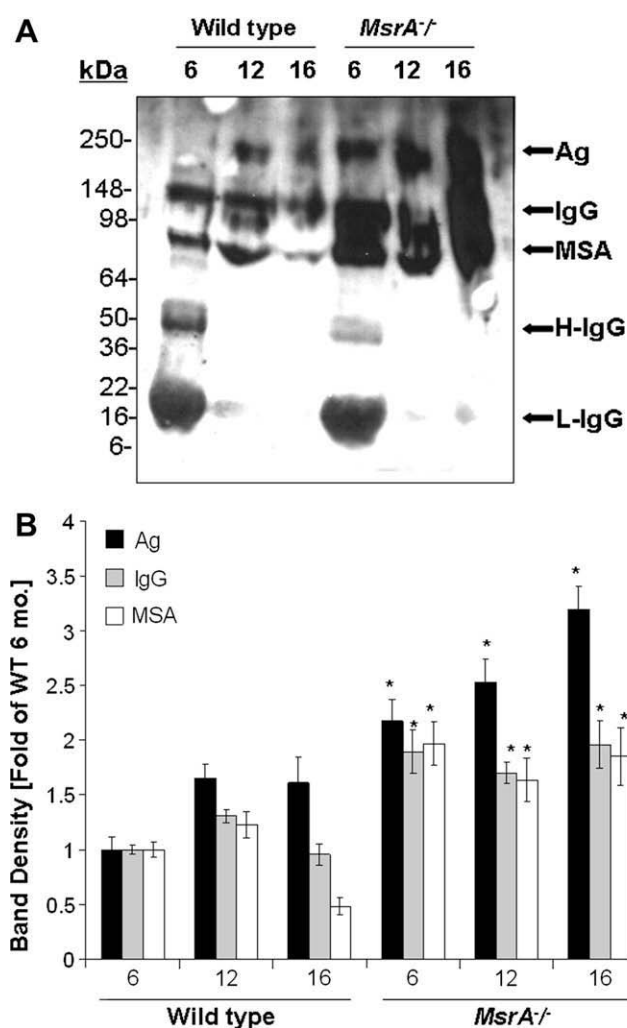 A
Wild type MsrA-/-
kDa 6 12 16 6 12 16
250-
148-
98-
64-
50-
36-
22-
16-
6-
Ag
IgG
MSA
H-IgG
L-IgG
B
Band Density [Fold of WT 6 mo.]
4
3.5
3
2.5
2
1.5
1
0.5
0
Ag
IgG
MSA
* * * * * * * * *
6 12 16 6 12 16
Wild type MsrA-/-